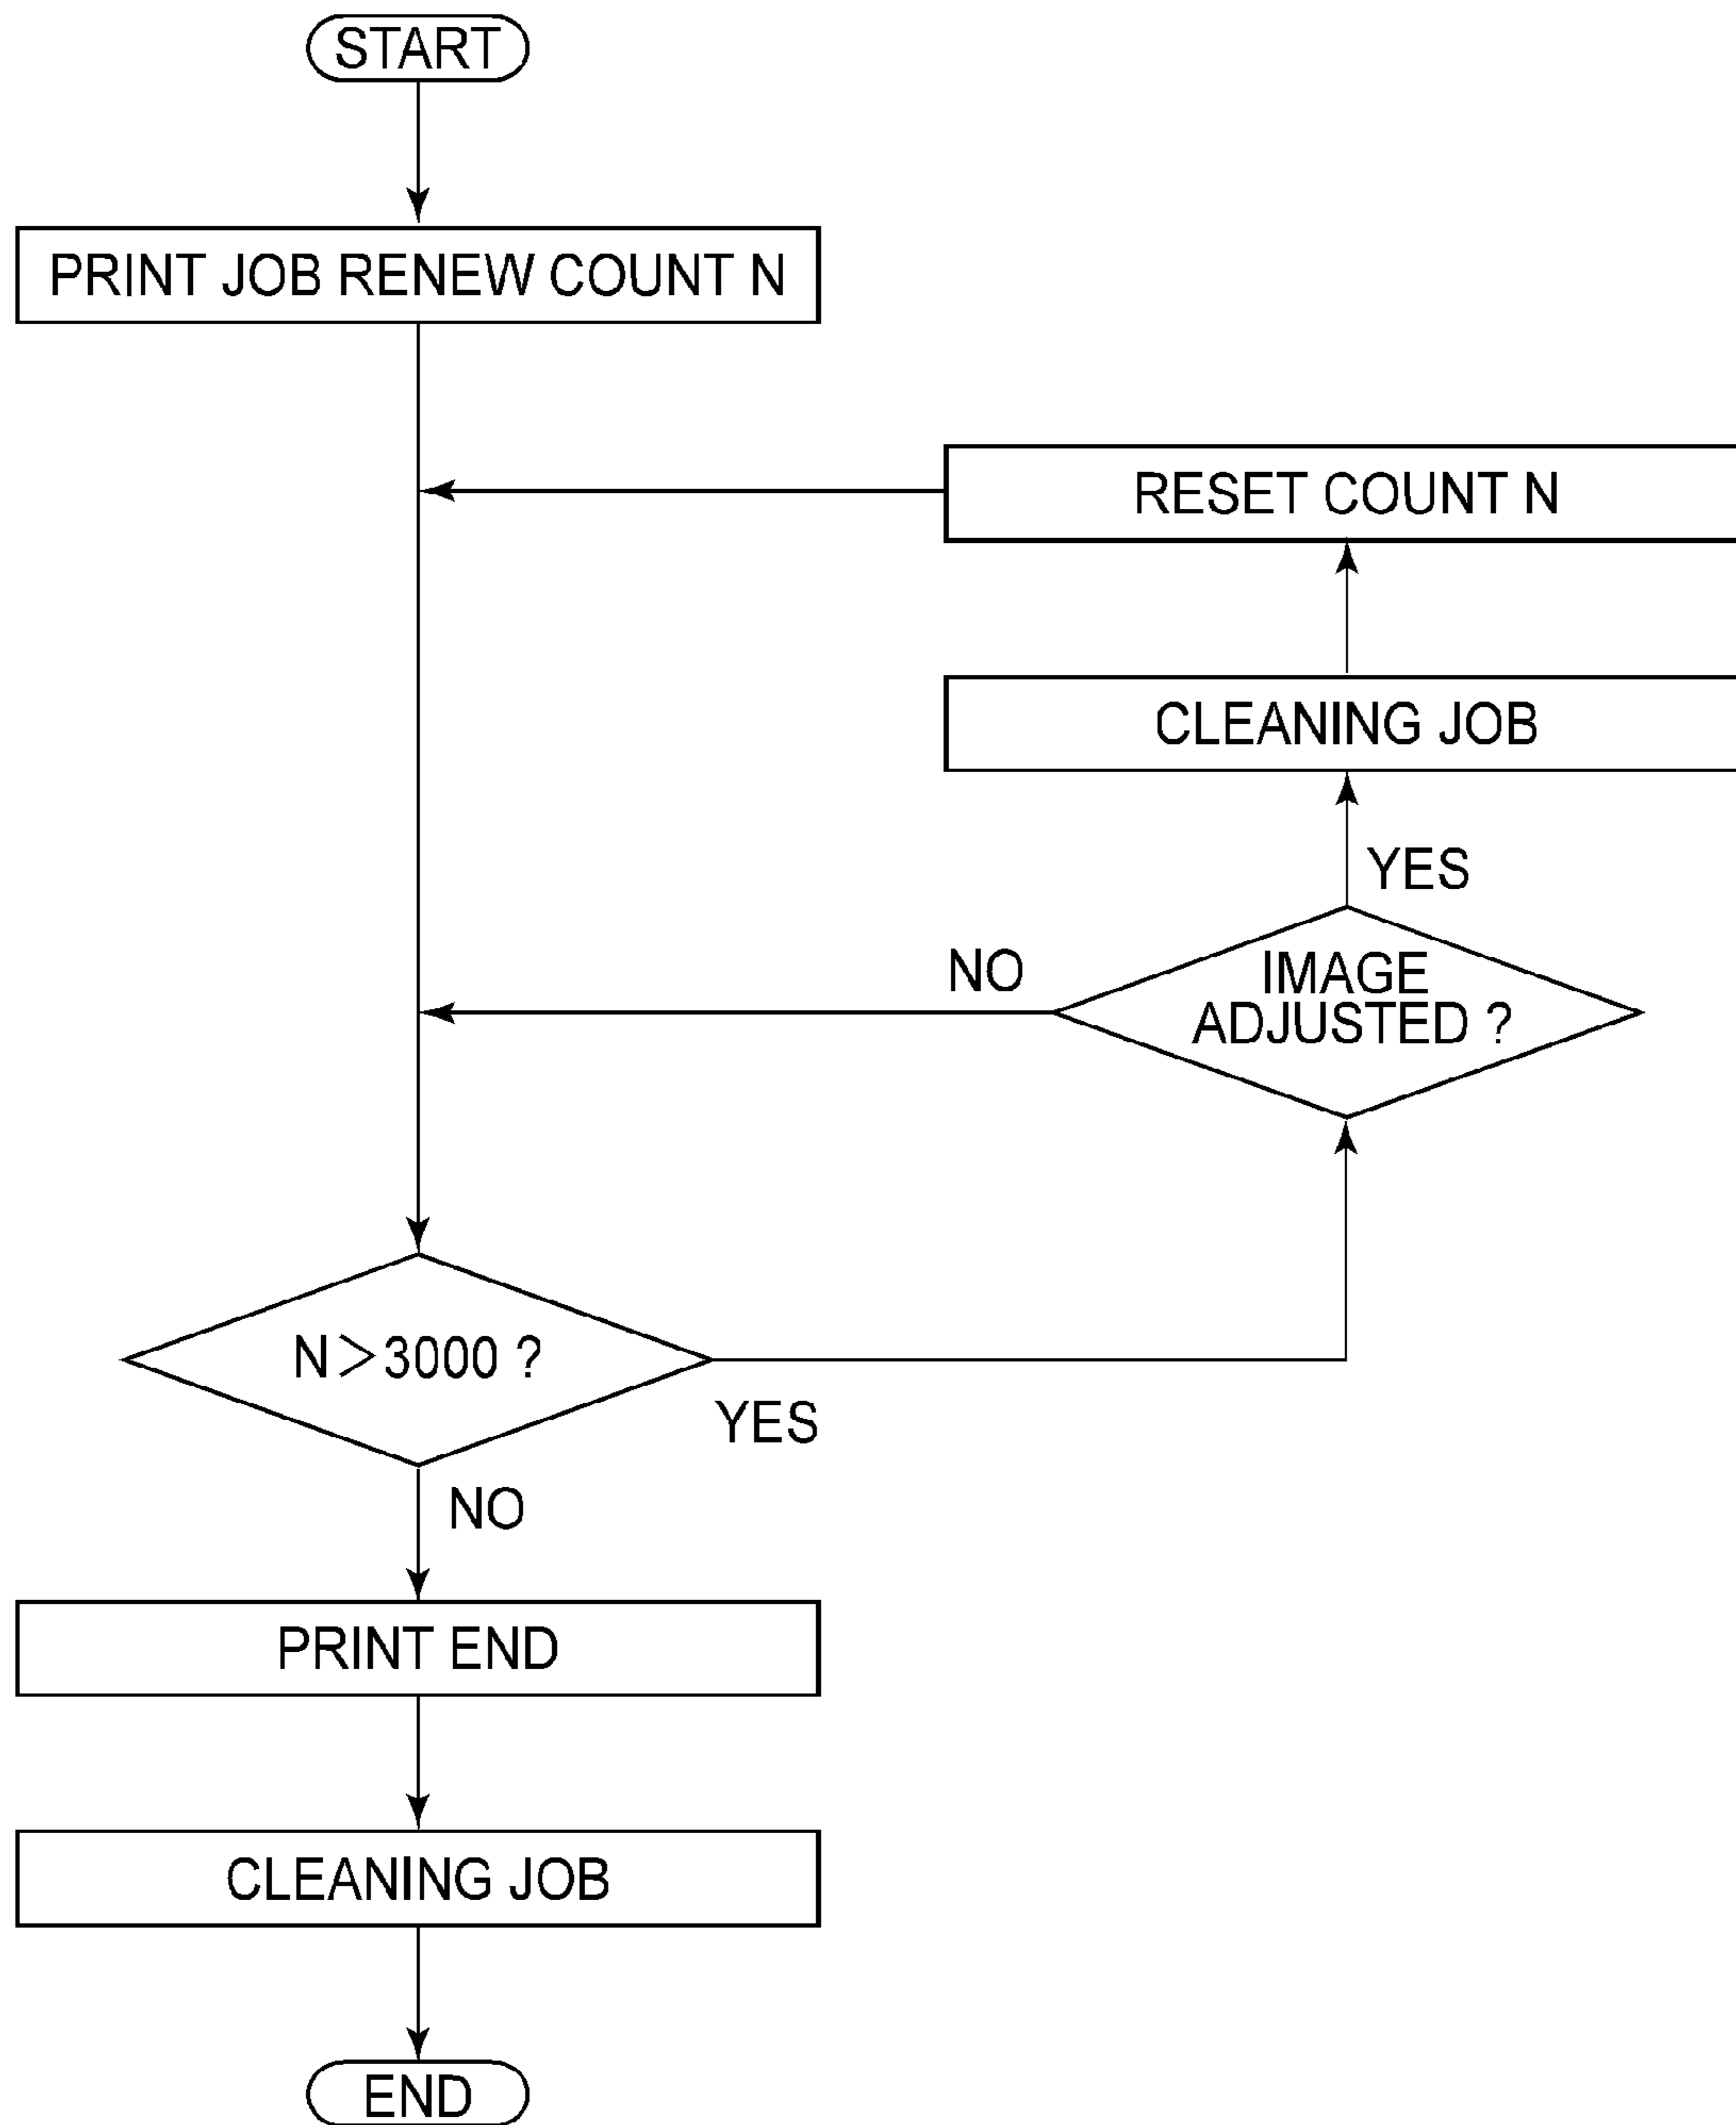 START
PRINT JOB RENEW COUNT N
RESET COUNT N
CLEANING JOB
YES
NO
IMAGE
ADJUSTED ?
N>3000 ?
YES
NO
PRINT END
CLEANING JOB
END